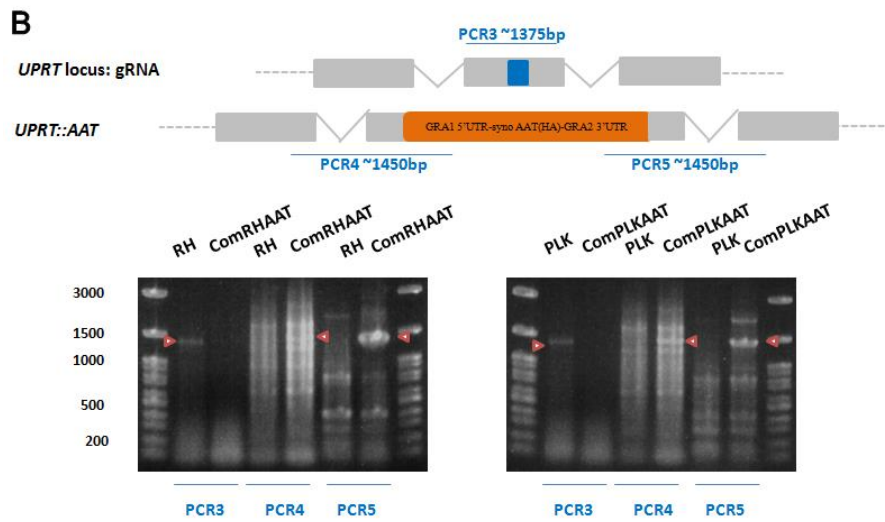 B
PCR3 ~1375bp
UPRT locus: gRNA
UPRT::AAT
GRA1 5'UTR-syno AAT(HA)-GRA2 3'UTR
PCR4 ~1450bp
PCR5 ~1450bp
RH
ComRHAAT
RH
ComRHAAT
RH
ComRHAAT
PLK
ComPLKAAT
PLK
ComPLKAAT
PLK
ComPLKAAT
3000
1500
1000
500
200
PCR3
PCR4
PCR5
PCR3
PCR4
PCR5